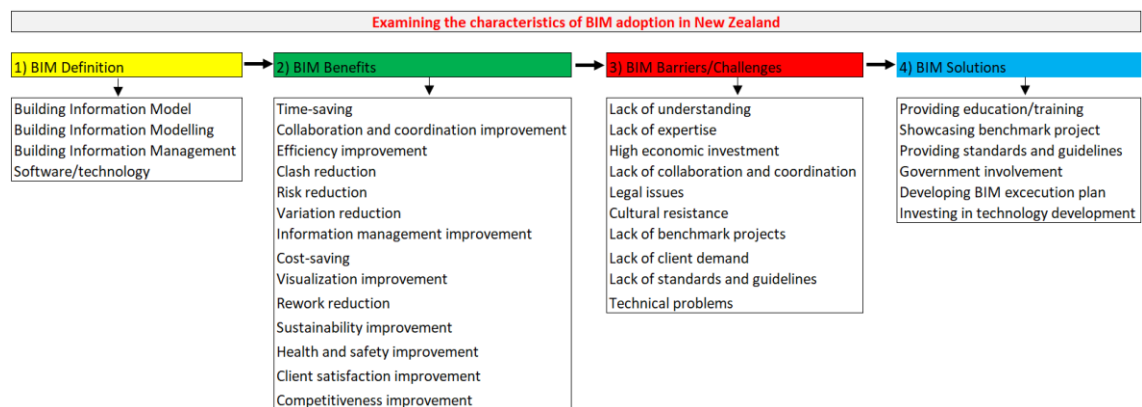 Examining the characteristics of BIM adoption in New Zealand
1) BIM Definition
Building Information Model
Building Information Modelling
Building Information Management
Software/technology
2) BIM Benefits
Time-saving
Collaboration and coordination improvement
Efficiency improvement
Clash reduction
Risk reduction
Variation reduction
Information management improvement
Cost-saving
Visualization improvement
Rework reduction
Sustainability improvement
Health and safety improvement
Client satisfaction improvement
Competitiveness improvement
3) BIM Barriers/Challenges
Lack of understanding
Lack of expertise
High economic investment
Lack of collaboration and coordination
Legal issues
Cultural resistance
Lack of benchmark projects
Lack of client demand
Lack of standards and guidelines
Technical problems
4) BIM Solutions
Providing education/training
Showcasing benchmark project
Providing standards and guidelines
Government involvement
Developing BIM excecution plan
Investing in technology development